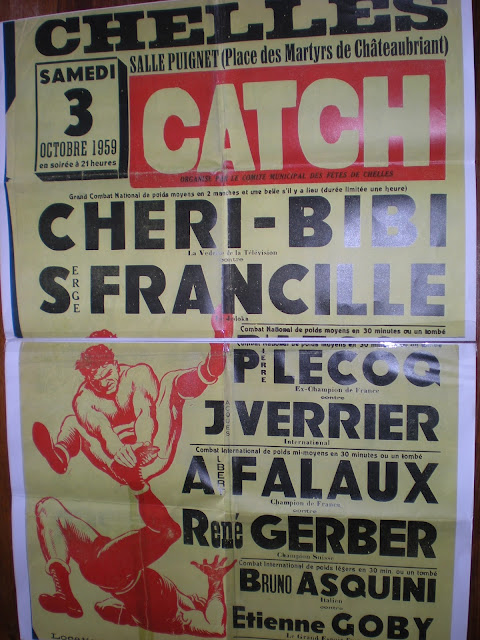 CHELLES
SALLE PUIGNET (Place des Martyrs de Châteaubriant)
SAMEDI
3
OCTOBRE 1959
en soirée à 21 heures
CATCH
ORGANISÉ PAR LE COMITÉ MUNICIPAL DES FETES DE CHELLES
Grand Combat National de poids moyens en 2 manches et une belle s'il y a lieu (durée limitée une heure)
CHERI-BIBI
La Vedette de la Télévision
contre
SERGE FRANCILLE
Combat National de poids moyens en 30 minutes ou un tombé
PIERRE LECOQ
Ex-Champion de France
contre
JACQUES VERRIER
International
Combat International de poids mi-moyens en 30 minutes ou un tombé
ALBERT FALAUX
Champion de France
contre
René GERBER
Champion Suisse
Combat International de poids légers en 30 min. ou un tombé
BRUNO ASQUINI
Italien
contre
Etienne GOBY
Le Grand